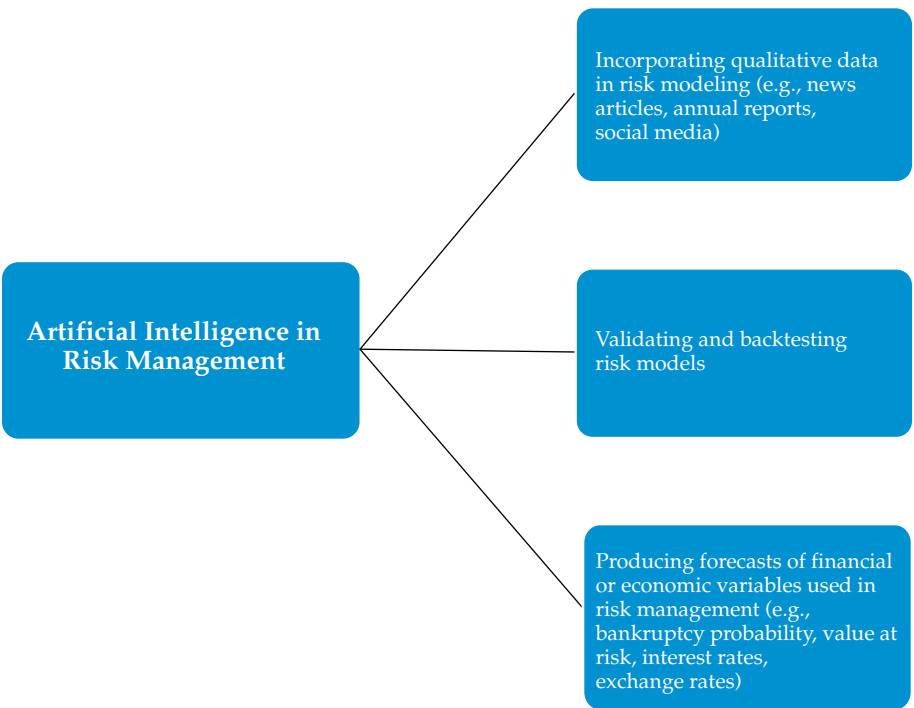 Incorporating qualitative data
in risk modeling (e.g., news
articles, annual reports,
social media)
Artificial Intelligence in
Risk Management
Validating and backtesting
risk models
Producing forecasts of financial
or economic variables used in
risk management (e.g.,
bankruptcy probability, value at
risk, interest rates,
exchange rates)